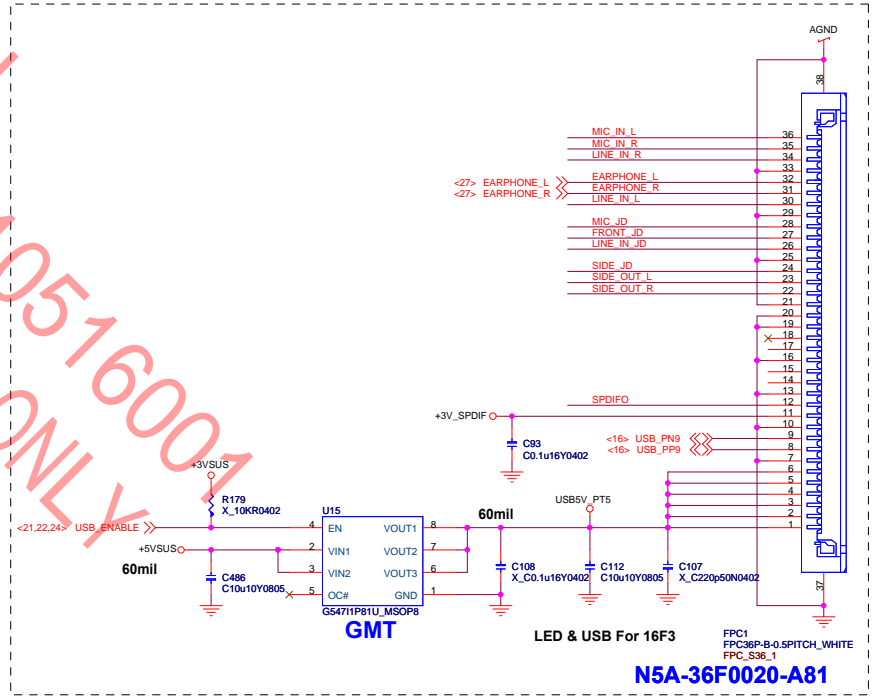 AGND
38
MIC_IN_L 36
MIC_IN_R 35
LINE_IN_R 34
33
<27> EARPHONE_L EARPHONE_L 32
<27> EARPHONE_R EARPHONE_R 31
LINE_IN_L 30
29
MIC_JD 28
FRONT_JD 27
LINE_IN_JD 26
25
SIDE_JD 24
SIDE_OUT_L 23
SIDE_OUT_R 22
21
20
19
18
17
16
15
14
13
SPDIFO 12
+3V_SPDIF 11
10
C93
C0.1u16Y0402
<16> USB_PN9 9
<16> USB_PP9 8
7
6
5
4
3
2
1
37
+3VSUS
R179
X_10KR0402
<21,22,24> USB_ENABLE
+5VSUS
60mil
C486
C10u10Y0805
U15
4 EN VOUT1 8
2 VIN1 VOUT2 7
3 VIN2 VOUT3 6
5 OC# GND 1
G547I1P81U_MSOP8
GMT
60mil
USB5V_PT5
C108
X_C0.1u16Y0402
C112
C10u10Y0805
C107
X_C220p50N0402
LED & USB For 16F3
FPC1
FPC36P-B-0.5PITCH_WHITE
FPC_S36_1
N5A-36F0020-A81
0516001
ONLY